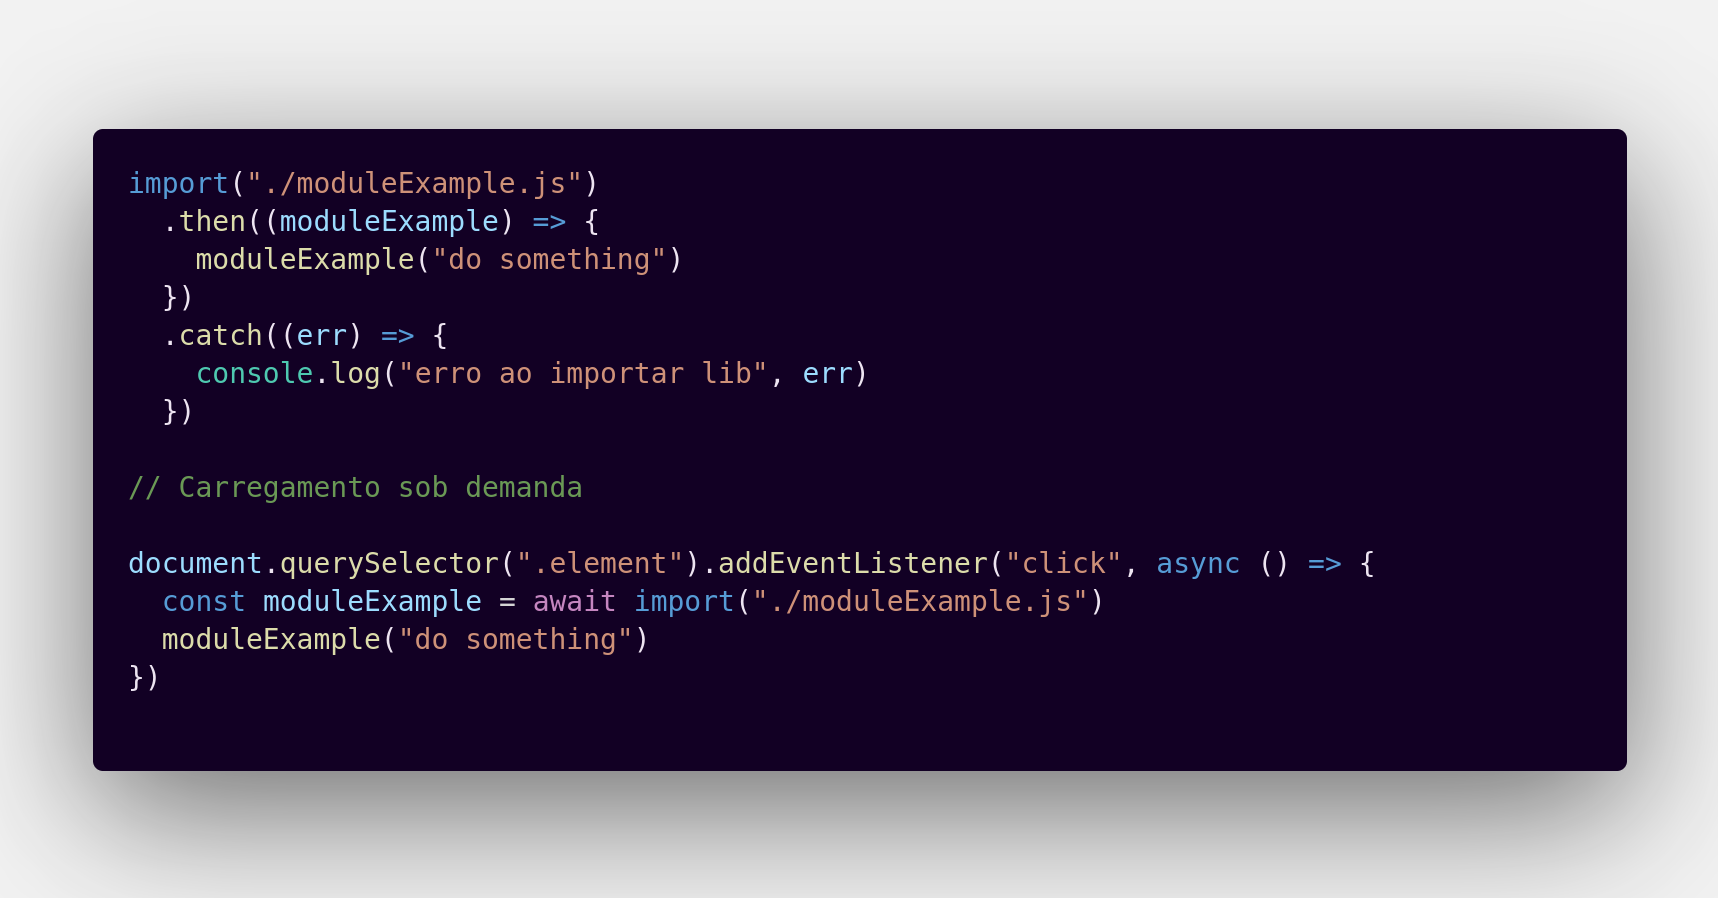 import("./moduleExample.js")
  .then((moduleExample) => {
    moduleExample("do something")
  })
  .catch((err) => {
    console.log("erro ao importar lib", err)
  })

// Carregamento sob demanda

document.querySelector(".element").addEventListener("click", async () => {
  const moduleExample = await import("./moduleExample.js")
  moduleExample("do something")
})